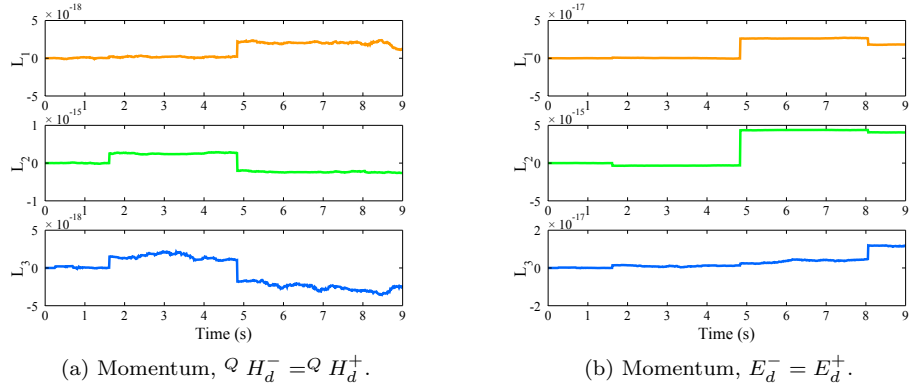 × 10⁻¹⁸
5
0
-5
L₁
0 1 2 3 4 5 6 7 8 9
× 10⁻¹⁵
1
0
-1
L₂
0 1 2 3 4 5 6 7 8 9
× 10⁻¹⁸
5
0
-5
L₃
0 1 2 3 4 5 6 7 8 9
Time (s)
(a) Momentum, ^Q H_d^- =^Q H_d^+.
× 10⁻¹⁷
5
0
-5
L₁
0 1 2 3 4 5 6 7 8 9
× 10⁻¹⁵
5
0
-5
L₂
0 1 2 3 4 5 6 7 8 9
× 10⁻¹⁷
2
0
-2
L₃
0 1 2 3 4 5 6 7 8 9
Time (s)
(b) Momentum, E_d^- = E_d^+.